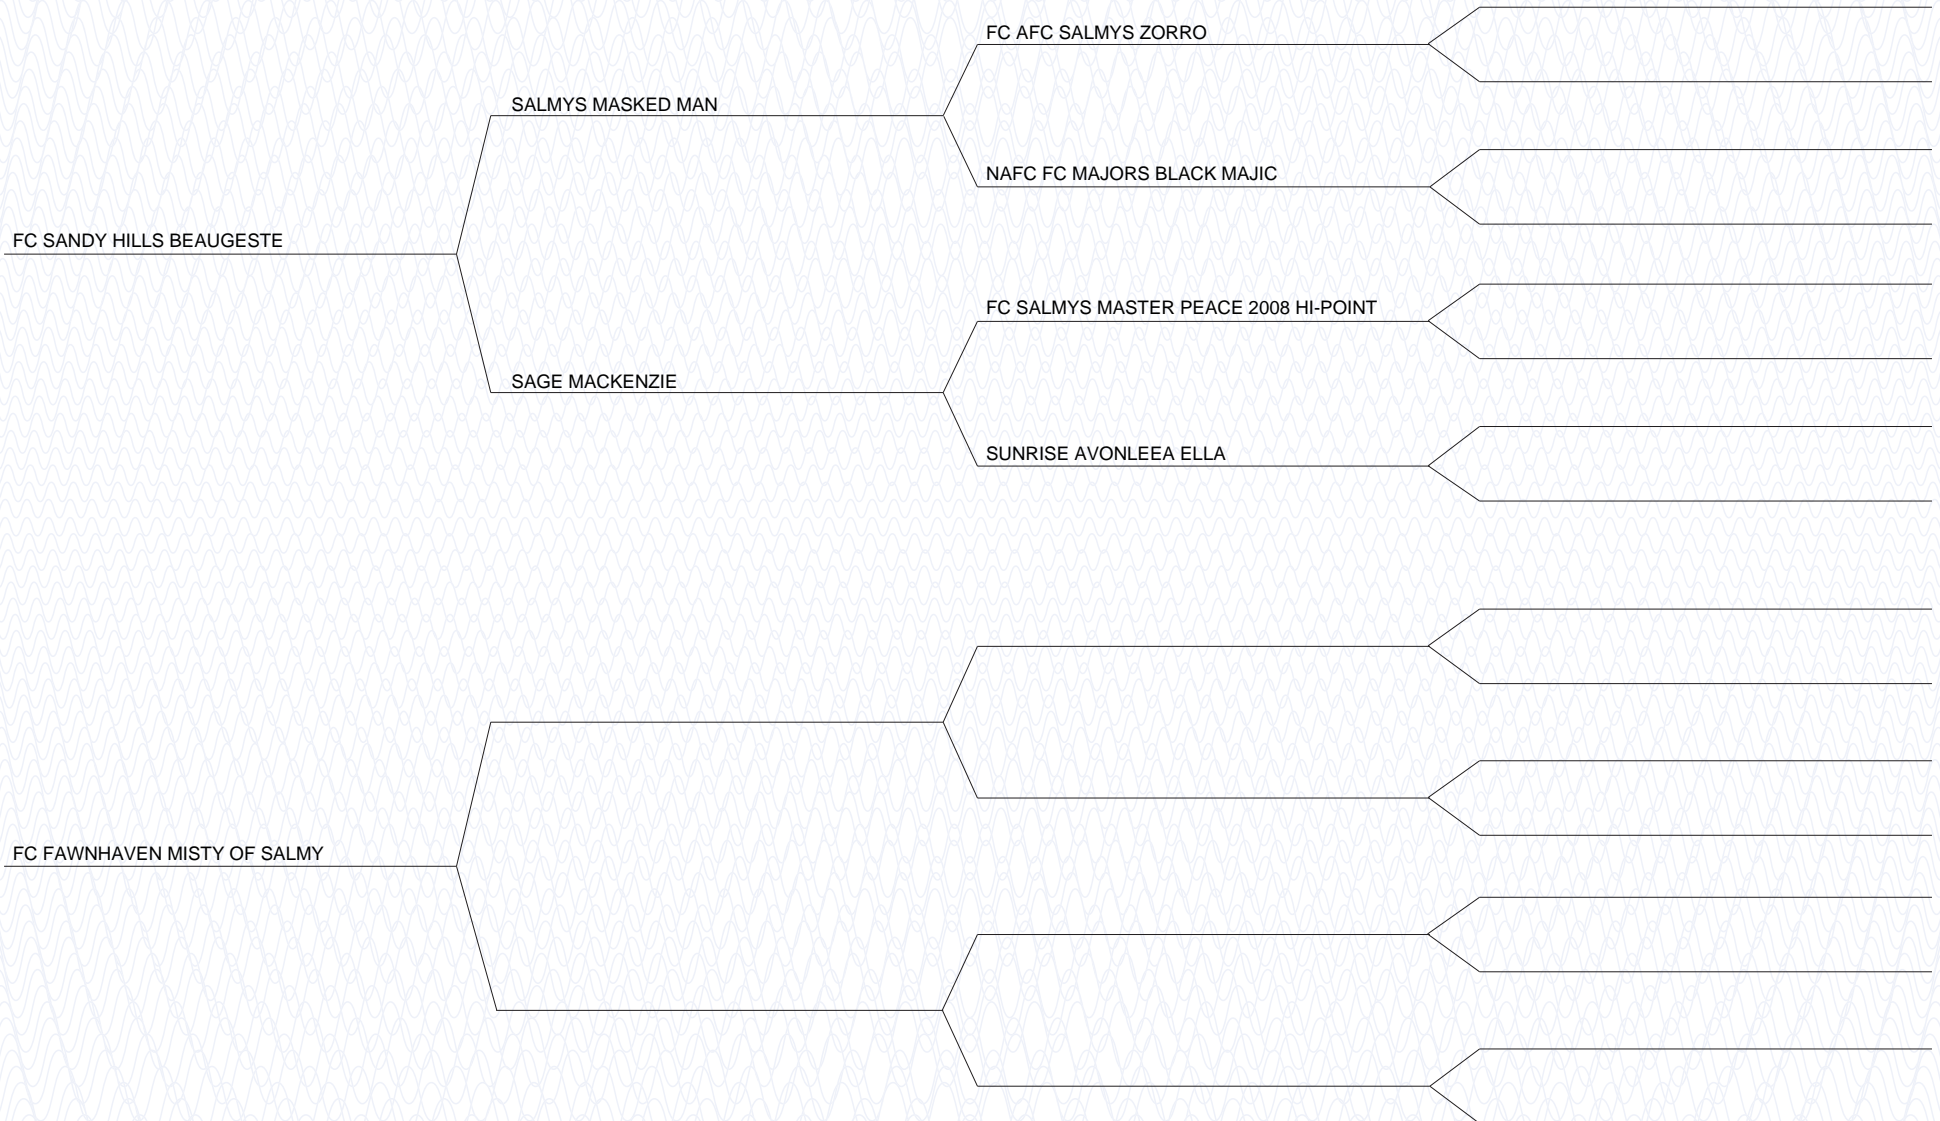 FC AFC SALMYS ZORRO
SALMYS MASKED MAN
NAFC FC MAJORS BLACK MAJIC
FC SANDY HILLS BEAUGESTE
FC SALMYS MASTER PEACE 2008 HI-POINT
SAGE MACKENZIE
SUNRISE AVONLEEA ELLA
FC FAWNHAVEN MISTY OF SALMY